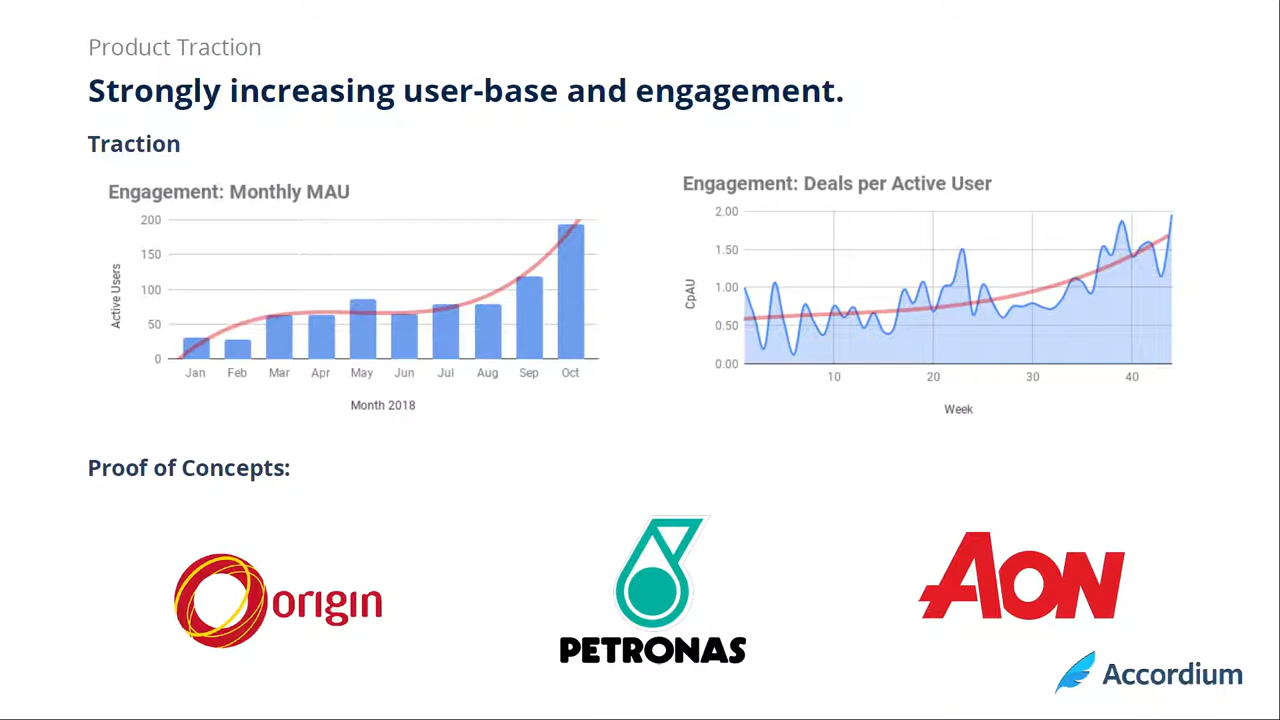 Product Traction
Strongly increasing user-base and engagement.
Traction
Engagement: Monthly MAU
200
150
100
50
0
Active Users
Jan Feb Mar Apr May Jun Jul Aug Sep Oct
Month 2018
Engagement: Deals per Active User
2.00
1.50
1.00
0.50
0.00
CpAU
10 20 30 40
Week
Proof of Concepts:
origin
PETRONAS
AON
Accordium